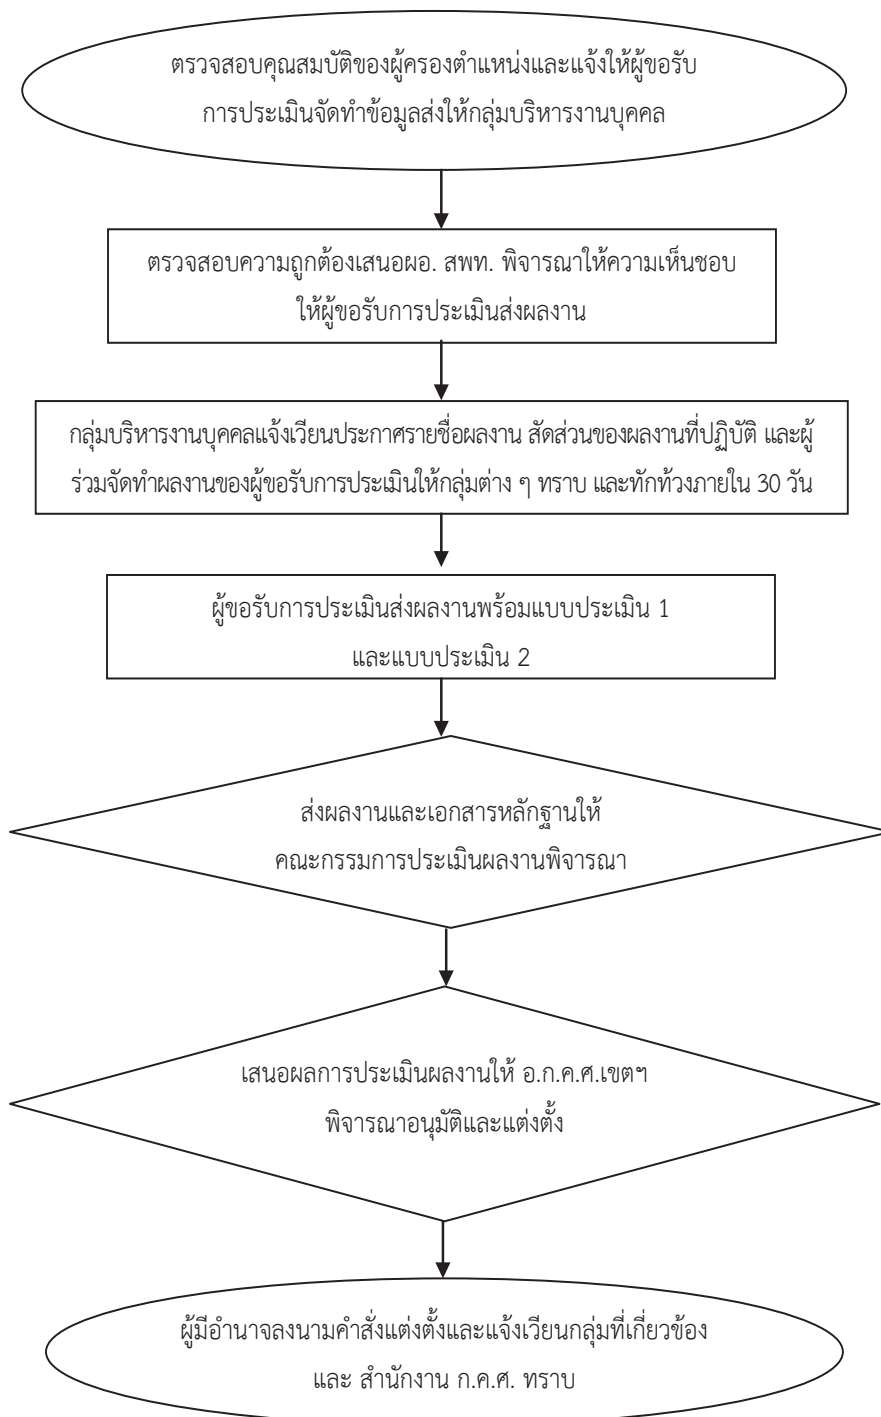 ตรวจสอบคุณสมบัติของผู้ครองตำแหน่งและแจ้งให้ผู้ขอรับ
การประเมินจัดทำข้อมูลส่งให้กลุ่มบริหารงานบุคคล
ตรวจสอบความถูกต้องเสนอผอ. สพท. พิจารณาให้ความเห็นชอบ
ให้ผู้ขอรับการประเมินส่งผลงาน
กลุ่มบริหารงานบุคคลแจ้งเวียนประกาศรายชื่อผลงาน สัดส่วนของผลงานที่ปฏิบัติ และผู้
ร่วมจัดทำผลงานของผู้ขอรับการประเมินให้กลุ่มต่าง ๆ ทราบ และทักท้วงภายใน 30 วัน
ผู้ขอรับการประเมินส่งผลงานพร้อมแบบประเมิน 1
และแบบประเมิน 2
ส่งผลงานและเอกสารหลักฐานให้
คณะกรรมการประเมินผลงานพิจารณา
เสนอผลการประเมินผลงานให้ อ.ก.ค.ศ.เขตฯ
พิจารณาอนุมัติและแต่งตั้ง
ผู้มีอำนาจลงนามคำสั่งแต่งตั้งและแจ้งเวียนกลุ่มที่เกี่ยวข้อง
และ สำนักงาน ก.ค.ศ. ทราบ